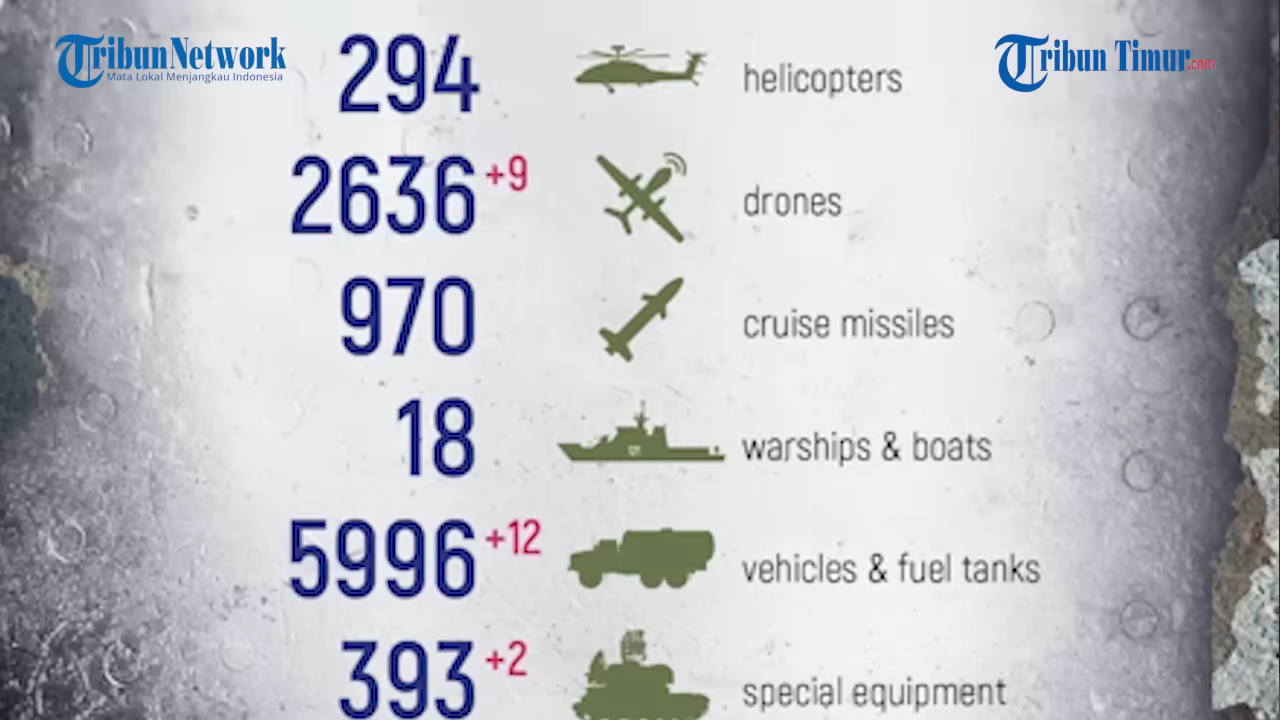 TribunNetwork
Mata Lokal Menjangkau Indonesia
Tribun Timur.com
294 helicopters
2636 +9 drones
970 cruise missiles
18 warships & boats
5996 +12 vehicles & fuel tanks
393 +2 special equipment